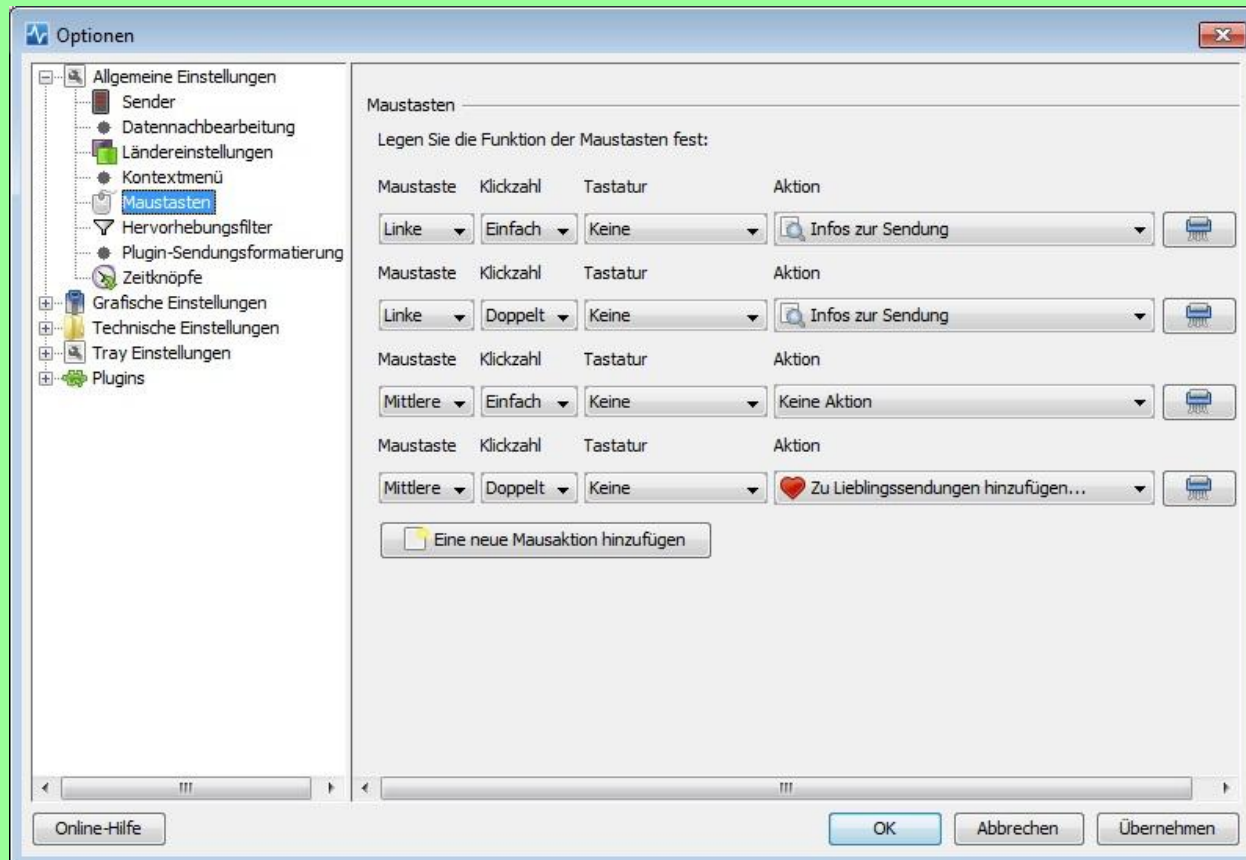 Optionen
Allgemeine Einstellungen
Sender
Datennachbearbeitung
Ländereinstellungen
Kontextmenü
Maustasten
Hervorhebungsfilter
Plugin-Sendungsformatierung
Zeitknöpfe
Grafische Einstellungen
Technische Einstellungen
Tray Einstellungen
Plugins
Maustasten
Legen Sie die Funktion der Maustasten fest:
Maustaste Klickzahl Tastatur Aktion
Linke Einfach Keine Infos zur Sendung
Maustaste Klickzahl Tastatur Aktion
Linke Doppelt Keine Infos zur Sendung
Maustaste Klickzahl Tastatur Aktion
Mittlere Einfach Keine Keine Aktion
Maustaste Klickzahl Tastatur Aktion
Mittlere Doppelt Keine Zu Lieblingssendungen hinzufügen...
Eine neue Mausaktion hinzufügen
Online-Hilfe OK Abbrechen Übernehmen